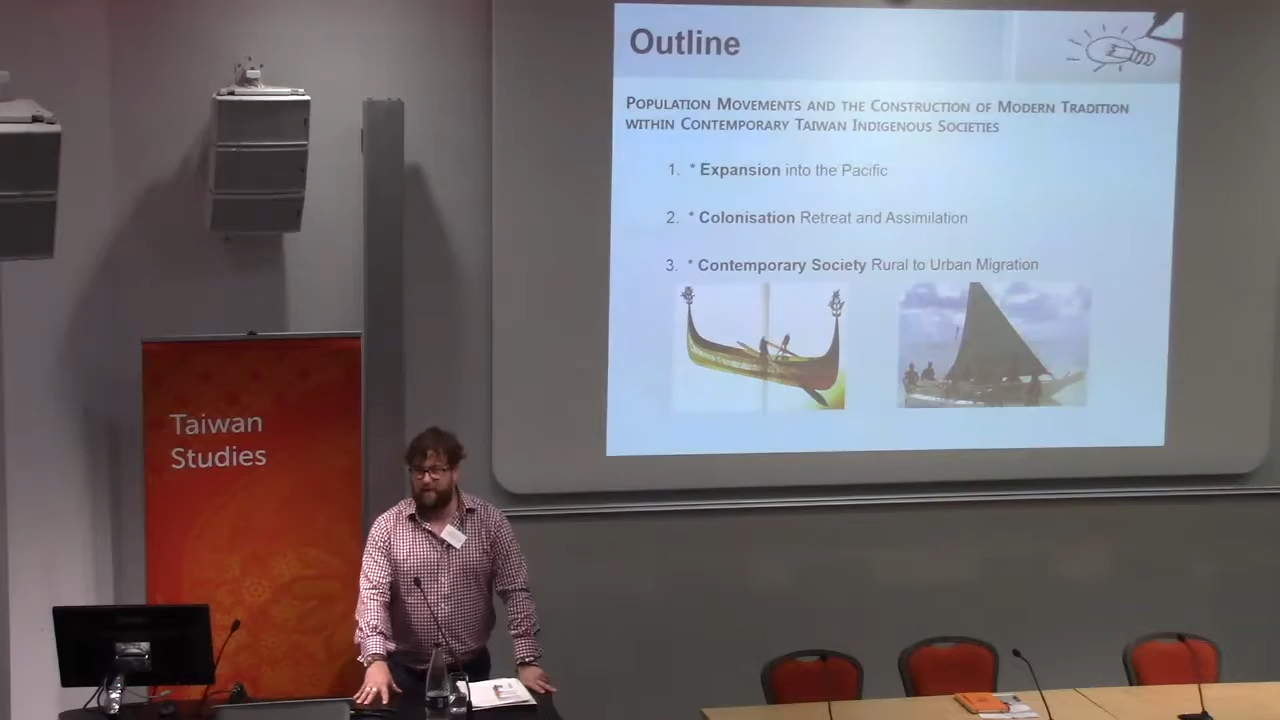 Outline
Population Movements and the Construction of Modern Tradition
within Contemporary Taiwan Indigenous Societies
1. * Expansion into the Pacific
2. * Colonisation Retreat and Assimilation
3. * Contemporary Society Rural to Urban Migration
Taiwan
Studies